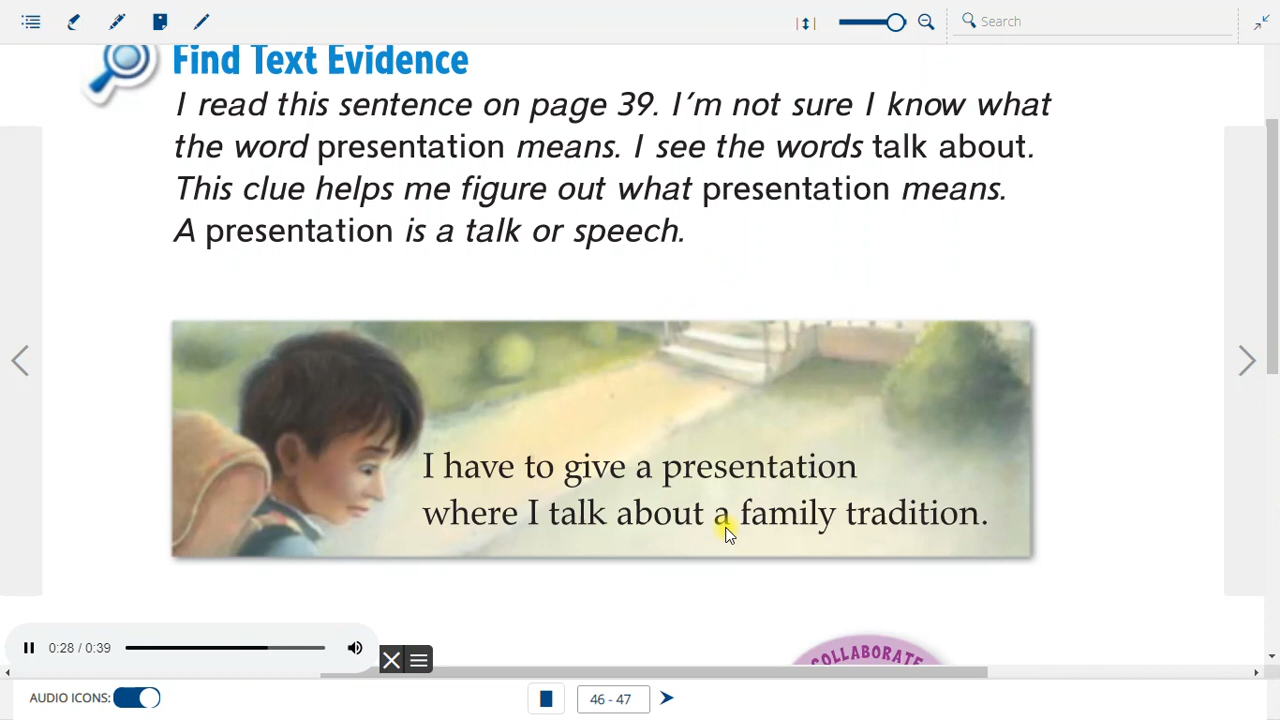 Search
Find Text Evidence
I read this sentence on page 39. I'm not sure I know what
the word presentation means. I see the words talk about.
This clue helps me figure out what presentation means.
A presentation is a talk or speech.
I have to give a presentation
where I talk about a family tradition.
0:28 / 0:39
COLLABORATE
AUDIO ICONS:
46 - 47